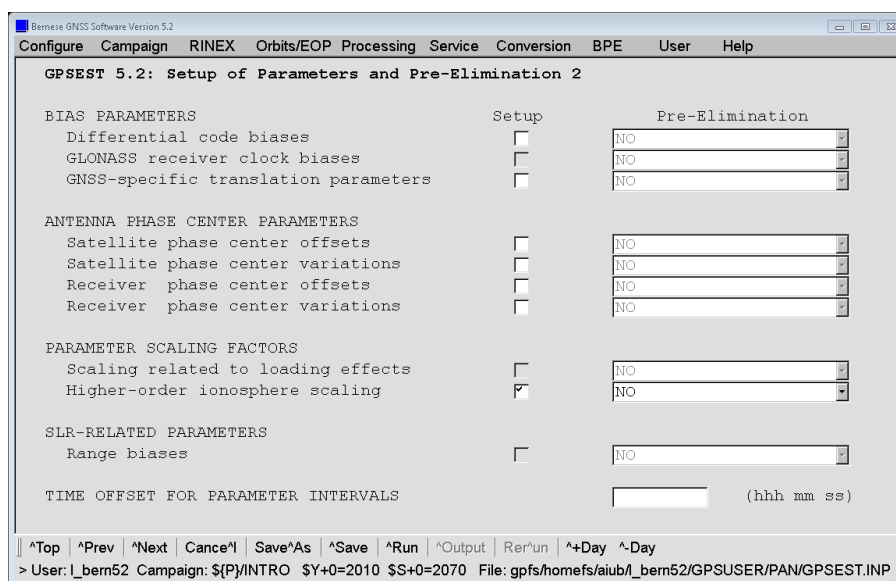 Bernese GNSS Software Version 5.2
Configure Campaign RINEX Orbits/EOP Processing Service Conversion BPE User Help
GPSEST 5.2: Setup of Parameters and Pre-Elimination 2
BIAS PARAMETERS Setup Pre-Elimination
Differential code biases NO
GLONASS receiver clock biases NO
GNSS-specific translation parameters NO
ANTENNA PHASE CENTER PARAMETERS
Satellite phase center offsets NO
Satellite phase center variations NO
Receiver phase center offsets NO
Receiver phase center variations NO
PARAMETER SCALING FACTORS
Scaling related to loading effects NO
Higher-order ionosphere scaling NO
SLR-RELATED PARAMETERS
Range biases NO
TIME OFFSET FOR PARAMETER INTERVALS (hhh mm ss)
^Top | ^Prev | ^Next | Cance^l | Save^As | ^Save | ^Run | ^Output | Rer^un | ^+Day ^-Day
> User: l_bern52 Campaign: ${P}/INTRO $Y+0=2010 $S+0=2070 File: gpfs/homefs/aiub/l_bern52/GPSUSER/PAN/GPSEST.INP